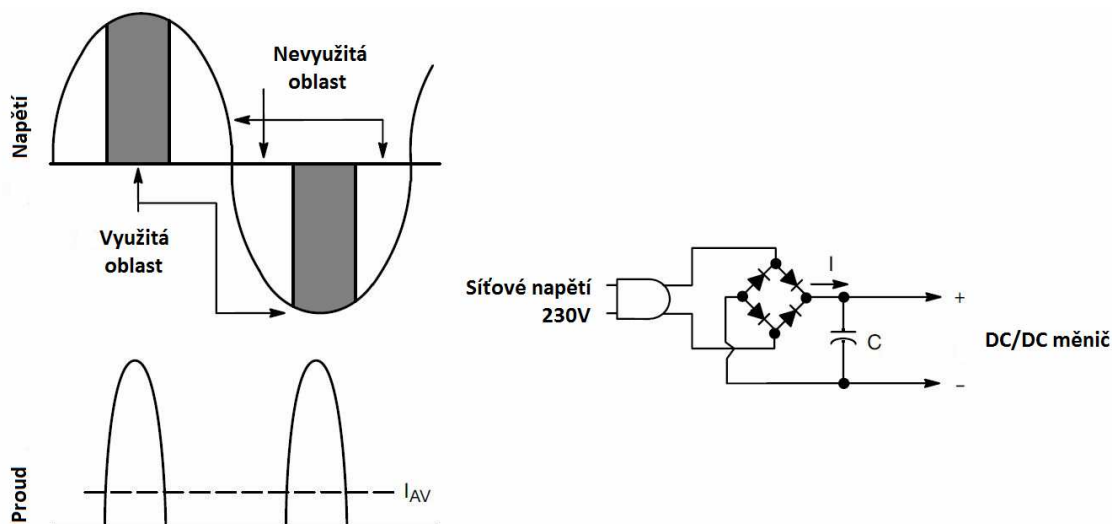 Napětí
Nevyužitá
oblast
Využitá
oblast
Proud
I_AV
Síťové napětí
230V
I
C
+
−
DC/DC měnič